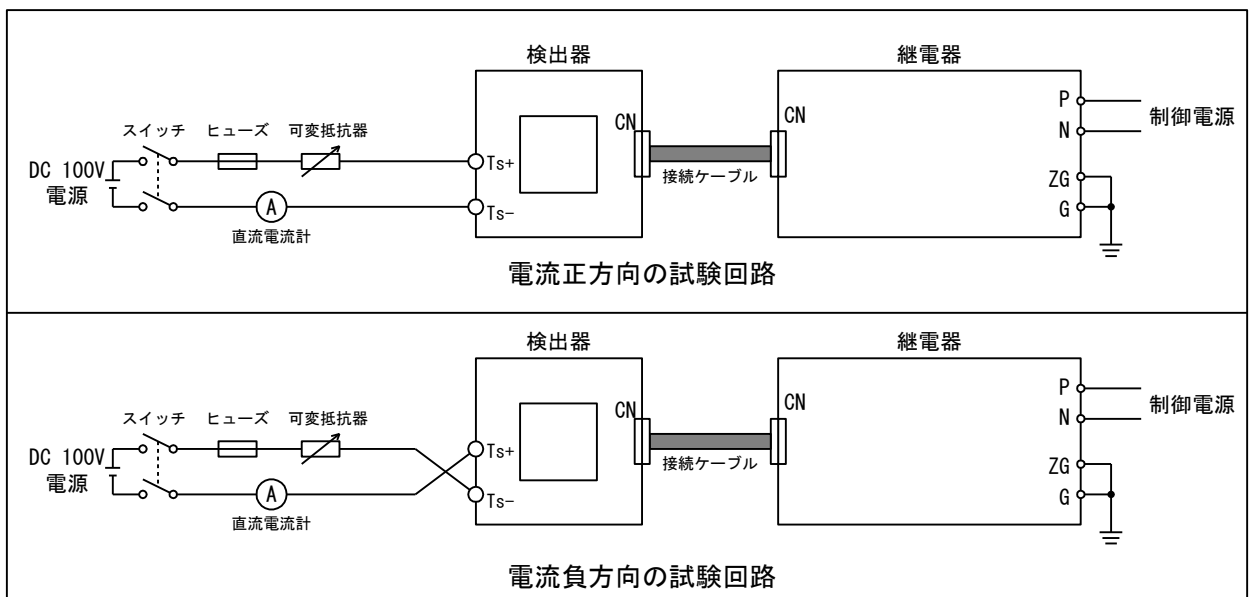 検出器
継電器
スイッチ ヒューズ 可変抵抗器
CN
CN
P
N
制御電源
DC 100V
電源
Ts+
接続ケーブル
ZG
A
Ts-
G
直流電流計
電流正方向の試験回路
検出器
継電器
スイッチ ヒューズ 可変抵抗器
CN
CN
P
N
制御電源
DC 100V
電源
Ts+
接続ケーブル
ZG
A
Ts-
G
直流電流計
電流負方向の試験回路